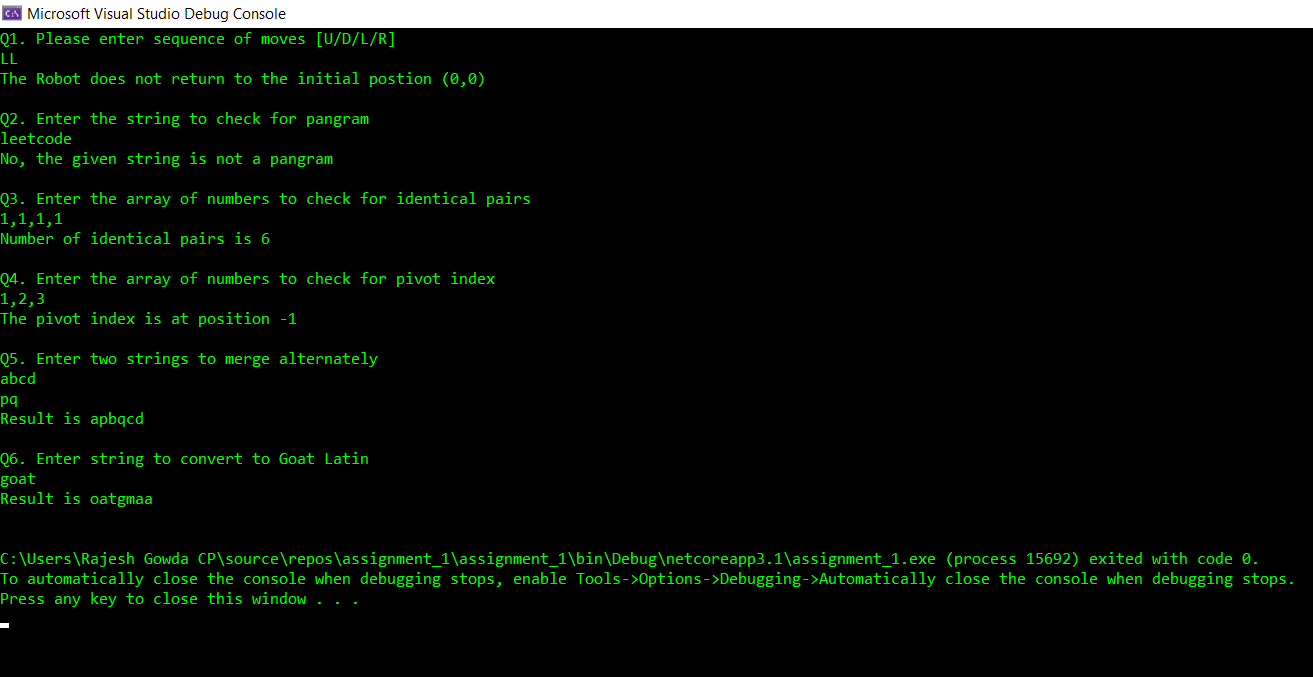 Microsoft Visual Studio Debug Console
Q1. Please enter sequence of moves [U/D/L/R]
LL
The Robot does not return to the initial postion (0,0)
Q2. Enter the string to check for pangram
leetcode
No, the given string is not a pangram
Q3. Enter the array of numbers to check for identical pairs
1,1,1,1
Number of identical pairs is 6
Q4. Enter the array of numbers to check for pivot index
1,2,3
The pivot index is at position -1
Q5. Enter two strings to merge alternately
abcd
pq
Result is apbqcd
Q6. Enter string to convert to Goat Latin
goat
Result is oatgmaa
C:\Users\Rajesh Gowda CP\source\repos\assignment_1\assignment_1\bin\Debug\netcoreapp3.1\assignment_1.exe (process 15692) exited with code 0.
To automatically close the console when debugging stops, enable Tools->Options->Debugging->Automatically close the console when debugging stops.
Press any key to close this window . . .